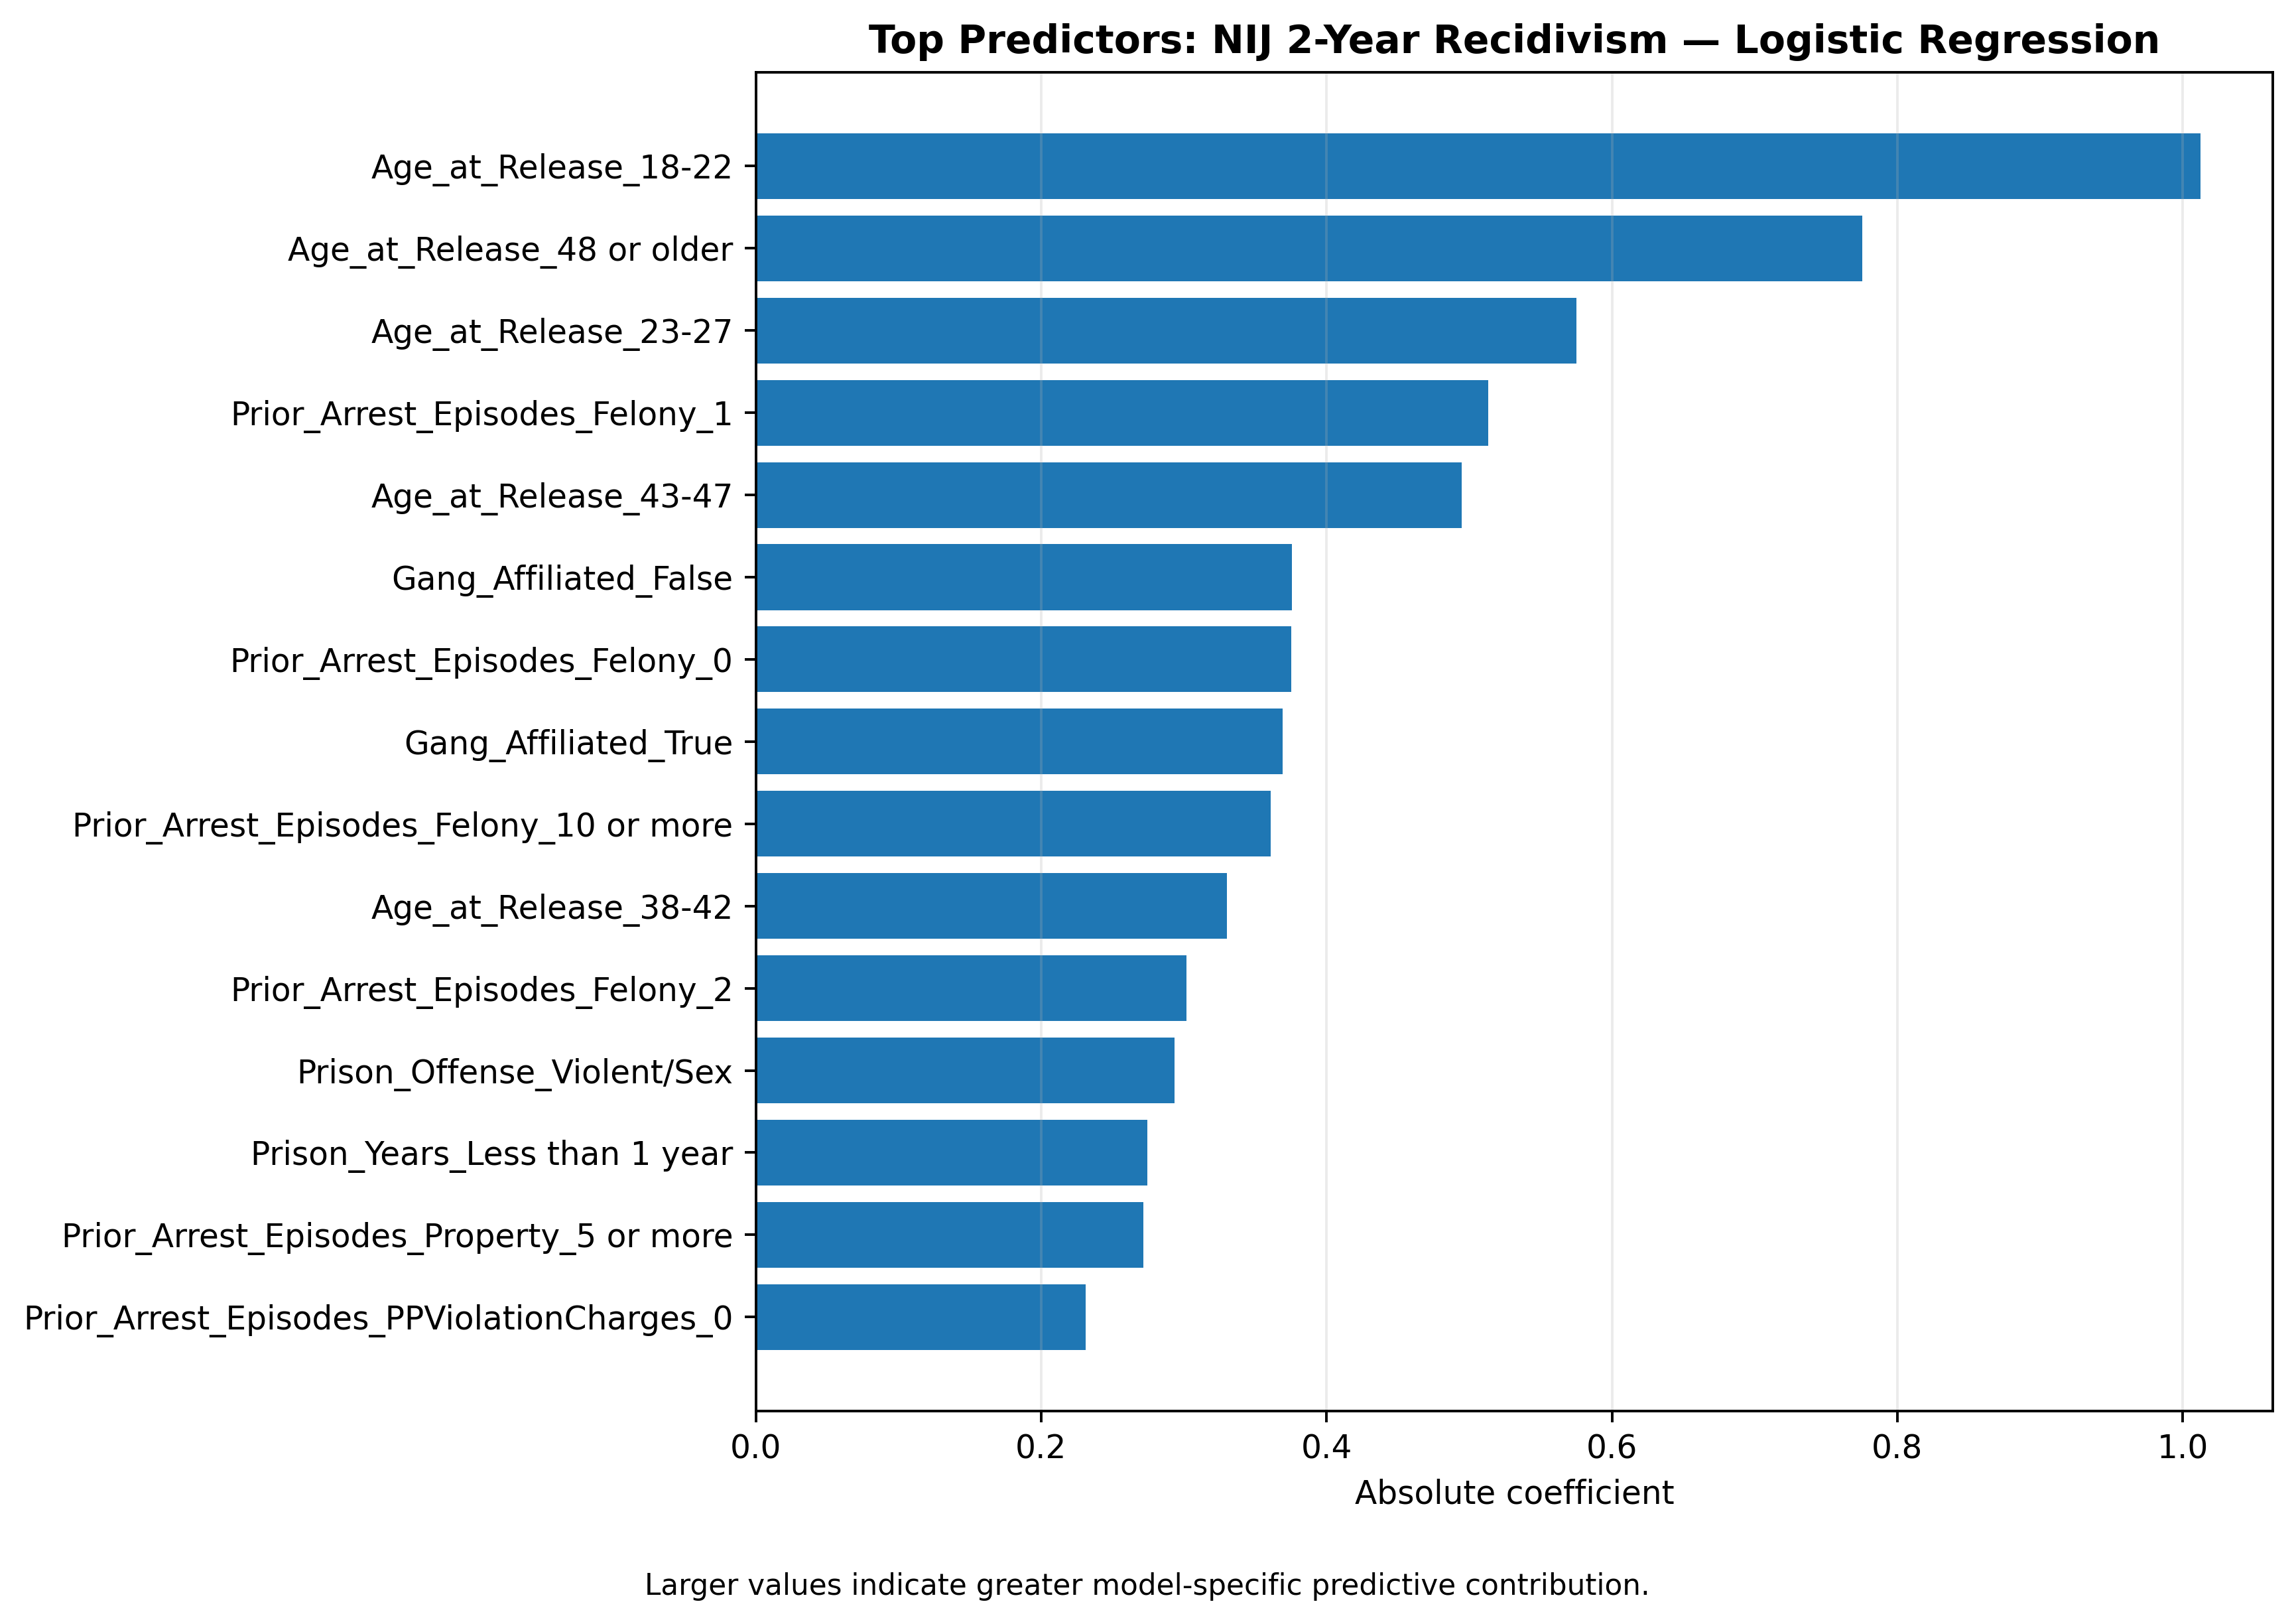 Top Predictors: NIJ 2-Year Recidivism — Logistic Regression
Age_at_Release_18-22
Age_at_Release_48 or older
Age_at_Release_23-27
Prior_Arrest_Episodes_Felony_1
Age_at_Release_43-47
Gang_Affiliated_False
Prior_Arrest_Episodes_Felony_0
Gang_Affiliated_True
Prior_Arrest_Episodes_Felony_10 or more
Age_at_Release_38-42
Prior_Arrest_Episodes_Felony_2
Prison_Offense_Violent/Sex
Prison_Years_Less than 1 year
Prior_Arrest_Episodes_Property_5 or more
Prior_Arrest_Episodes_PPViolationCharges_0
0.0 0.2 0.4 0.6 0.8 1.0
Absolute coefficient
Larger values indicate greater model-specific predictive contribution.